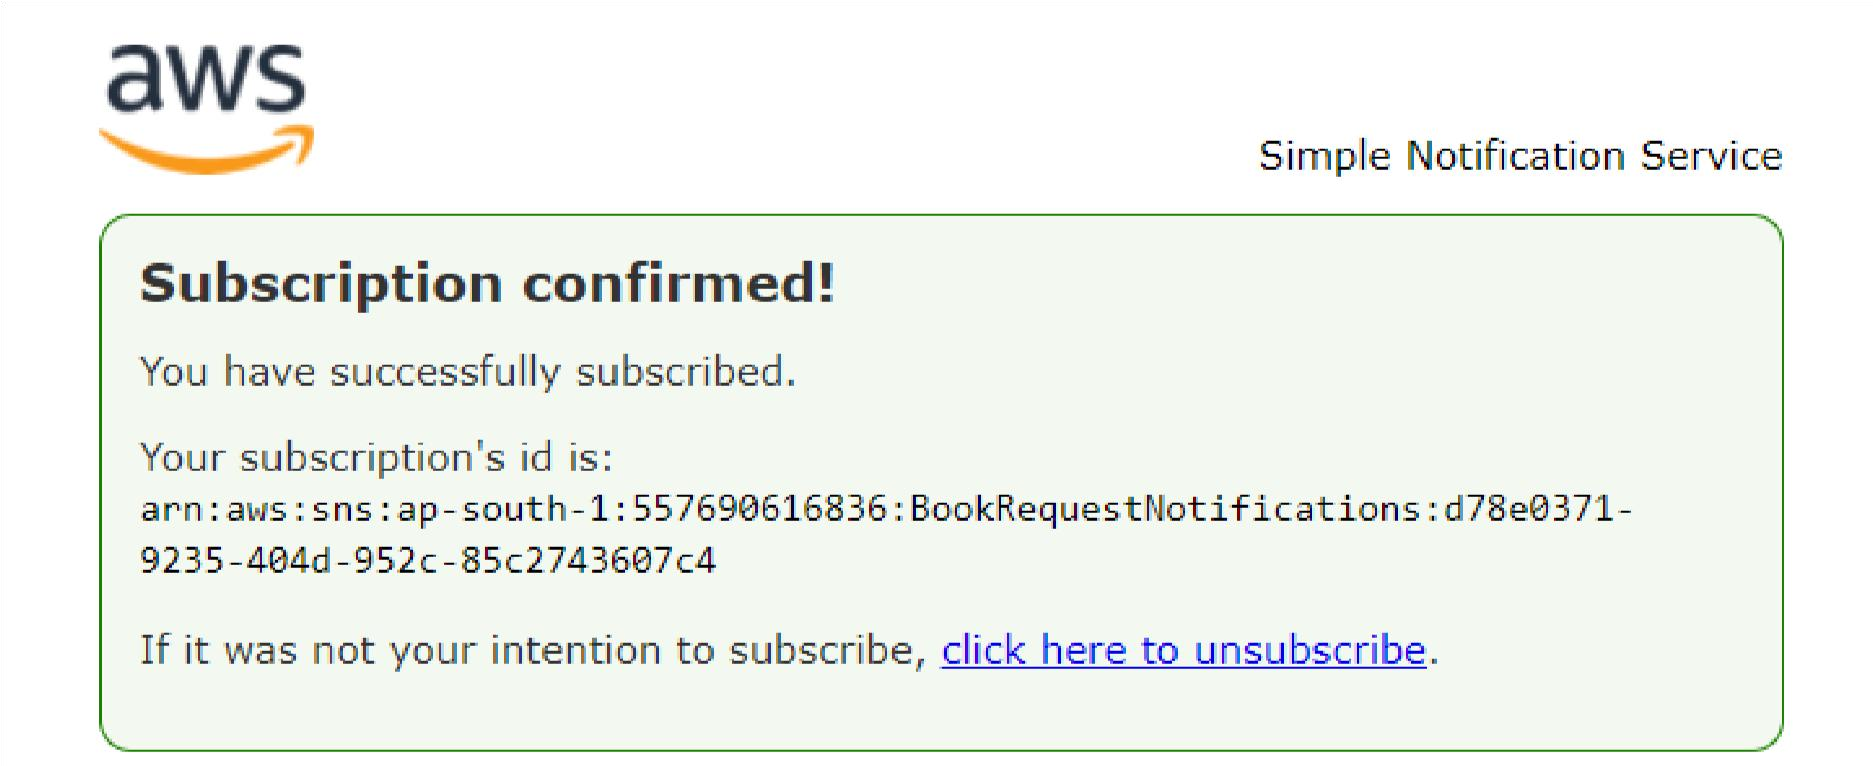 aws
Simple Notification Service
Subscription confirmed!
You have successfully subscribed.
Your subscription's id is:
arn:aws:sns:ap-south-1:557690616836:BookRequestNotifications:d78e0371-
9235-404d-952c-85c2743607c4
If it was not your intention to subscribe, click here to unsubscribe.